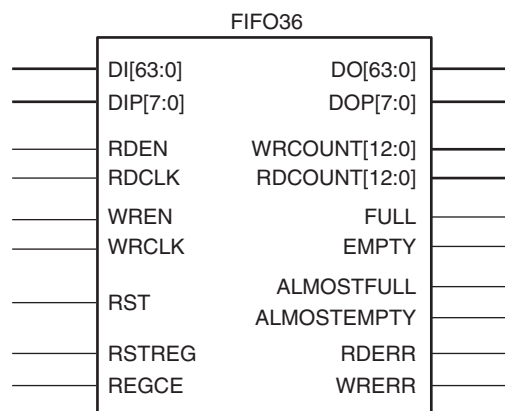 FIFO36
DI[63:0] DO[63:0]
DIP[7:0] DOP[7:0]
RDEN WRCOUNT[12:0]
RDCLK RDCOUNT[12:0]
WREN FULL
WRCLK EMPTY
RST ALMOSTFULL
ALMOSTEMPTY
RSTREG RDERR
REGCE WRERR